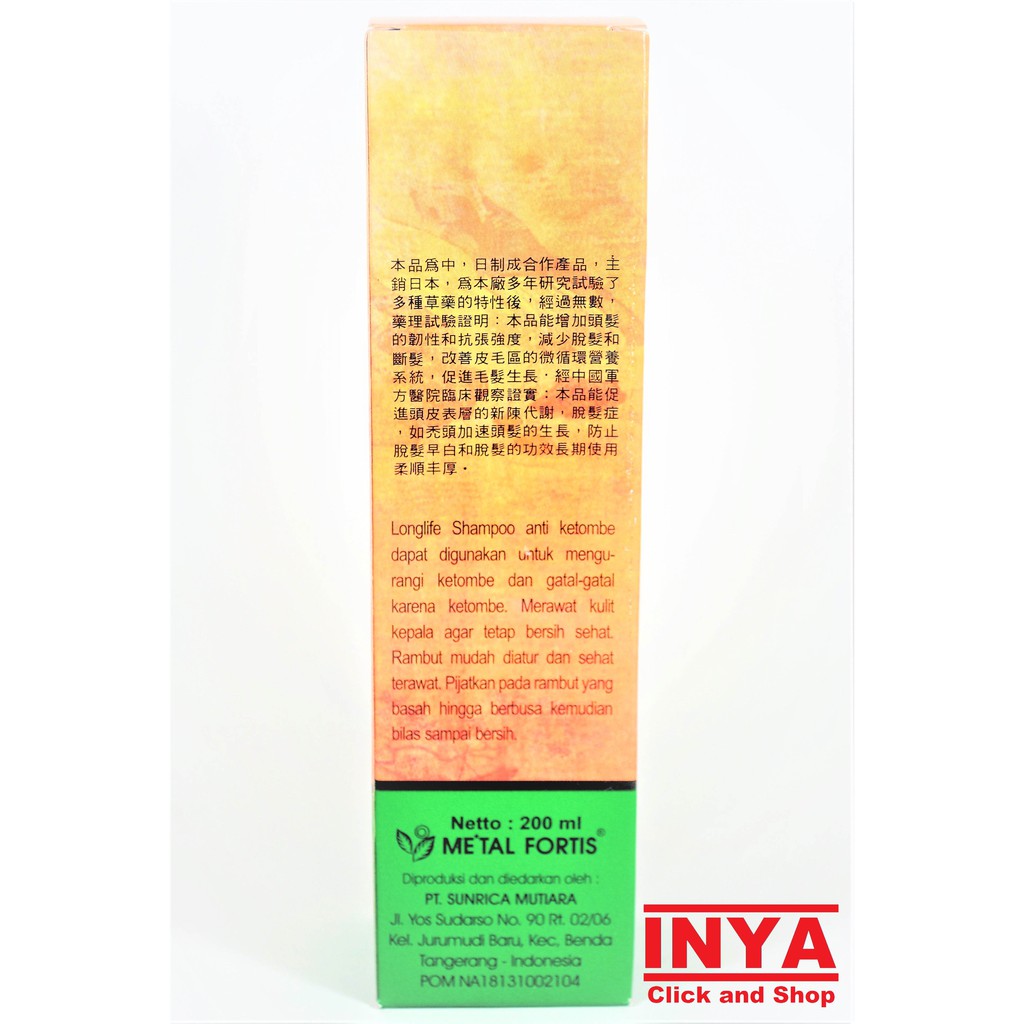 本品爲中，日制成合作產品，主
銷日本，爲本廠多年研究試驗了
多種草藥的特性後，經過無數，
藥理試驗證明：本品能增加頭髮
的韌性和抗張強度，減少脫髮和
斷髮，改善皮毛區的微循環營養
系統，促進毛髮生長．經中國軍
方醫院臨床觀察證實：本品能促
進頭皮表層的新陳代謝，脫髮症
，如禿頭加速頭髮的生長，防止
脫髮早白和脫髮的功效長期使用
柔順丰厚。
Longlife Shampoo anti ketombe
dapat digunakan untuk mengu-
rangi ketombe dan gatal-gatal
karena ketombe. Merawat kulit
kepala agar tetap bersih sehat.
Rambut mudah diatur dan sehat
terawat. Pijatkan pada rambut yang
basah hingga berbusa kemudian
bilas sampai bersih.
Netto : 200 ml
METAL FORTIS®
Diproduksi dan diedarkan oleh :
PT. SUNRICA MUTIARA
Jl. Yos Sudarso No. 90 Rt. 02/06
Kel. Jurumudi Baru, Kec. Benda
Tangerang - Indonesia
POM NA18131002104
INYA
Click and Shop